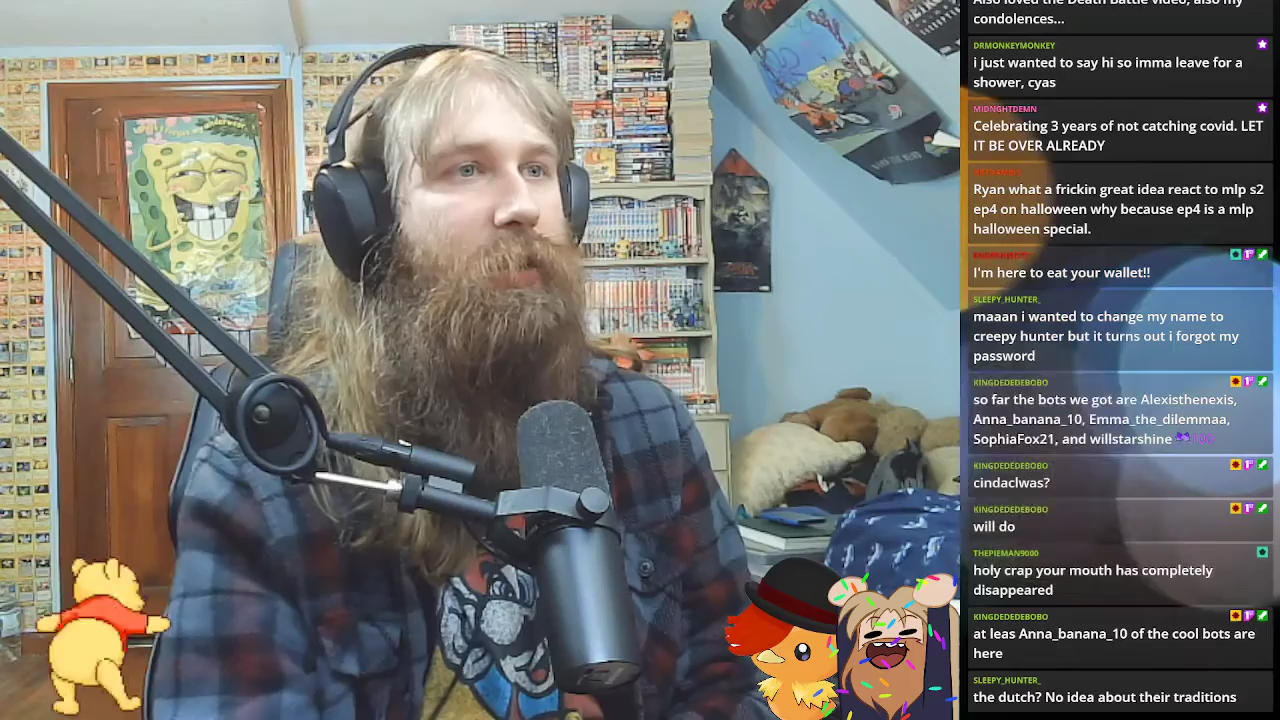 Also loved the Death Battle video, also my
condolences...
DRMONKEYMONKEY
i just wanted to say hi so imma leave for a
shower, cyas
MIDNGHTDEMN
Celebrating 3 years of not catching covid. LET
IT BE OVER ALREADY
Ryan what a frickin great idea react to mlp s2
ep4 on halloween why because ep4 is a mlp
halloween special.
I'm here to eat your wallet!!
SLEEPY_HUNTER_
maaan i wanted to change my name to
creepy hunter but it turns out i forgot my
password
KINGDEDEDEBOBO
so far the bots we got are Alexisthenexis,
Anna_banana_10, Emma_the_dilemmaa,
SophiaFox21, and willstarshine
KINGDEDEDEBOBO
cindaclwas?
KINGDEDEDEBOBO
will do
THEPIEMAN9000
holy crap your mouth has completely
disappeared
KINGDEDEDEBOBO
at leas Anna_banana_10 of the cool bots are
here
SLEEPY_HUNTER_
the dutch? No idea about their traditions